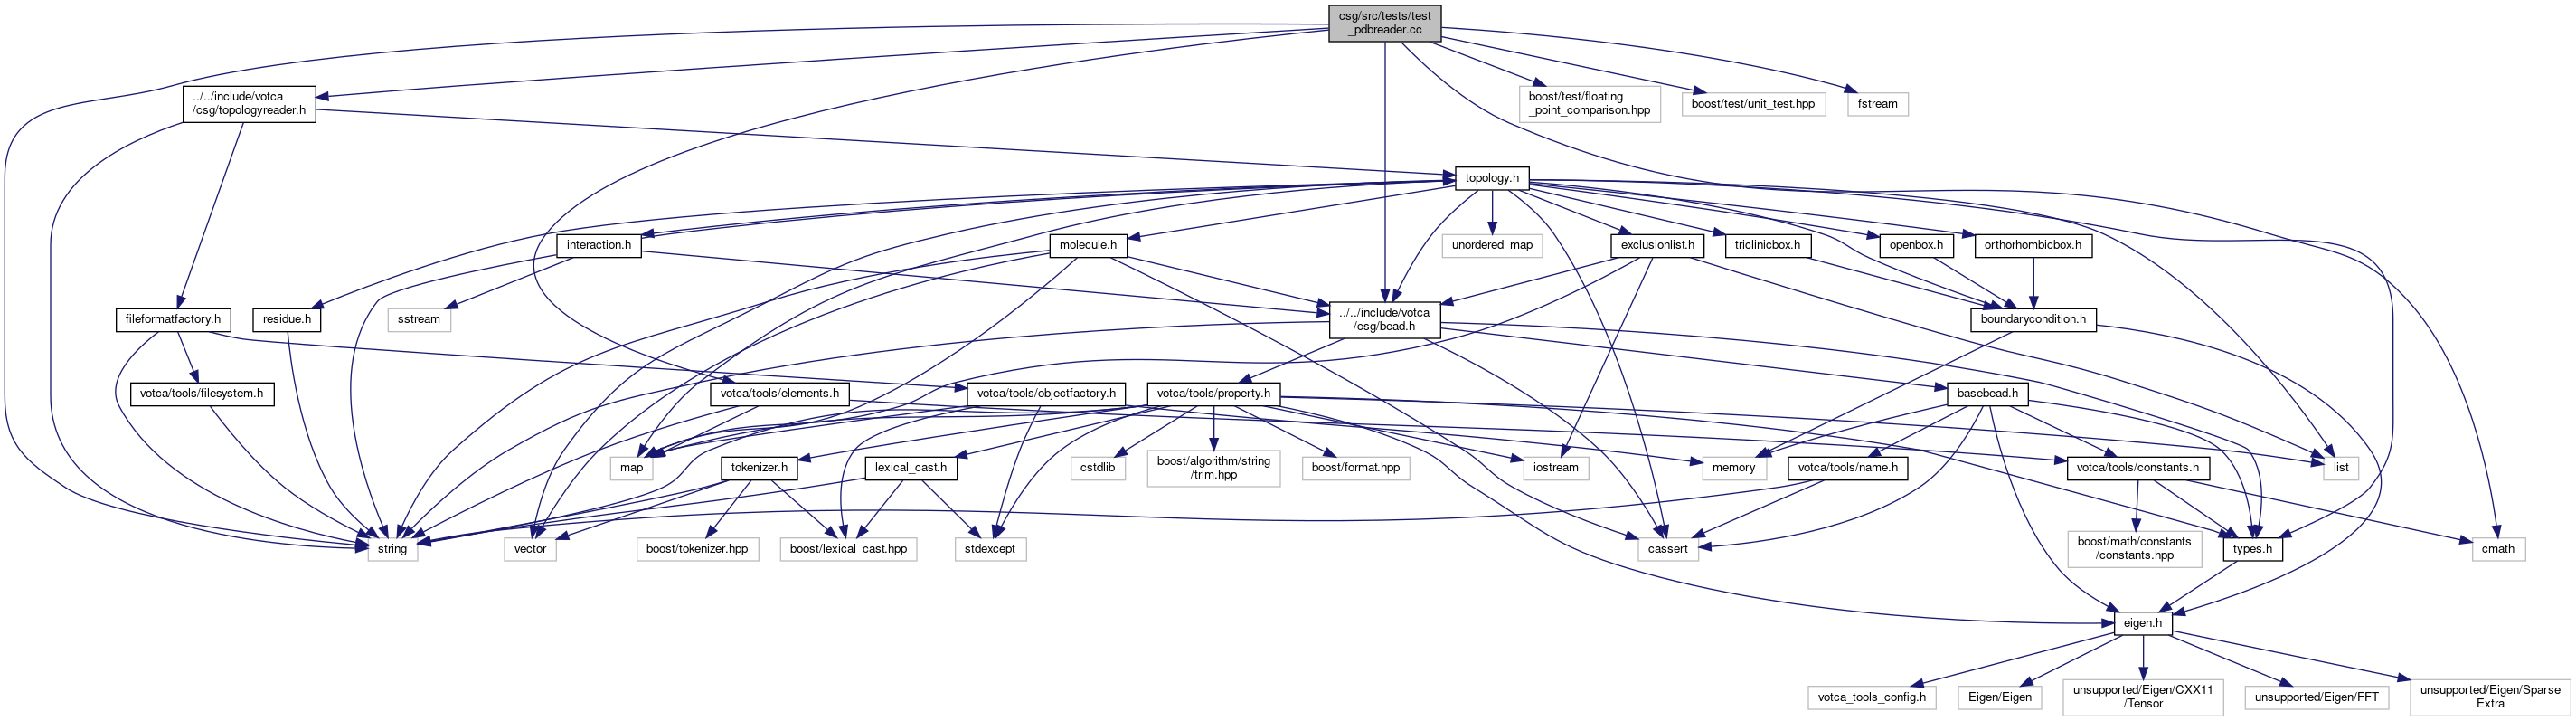 csg/src/tests/test
_pdbreader.cc
../../include/votca
/csg/topologyreader.h
boost/test/floating
_point_comparison.hpp
boost/test/unit_test.hpp
fstream
topology.h
interaction.h
molecule.h
unordered_map
exclusionlist.h
triclinicbox.h
openbox.h
orthorhombicbox.h
fileformatfactory.h
residue.h
sstream
../../include/votca
/csg/bead.h
boundarycondition.h
votca/tools/filesystem.h
votca/tools/elements.h
votca/tools/objectfactory.h
votca/tools/property.h
basebead.h
map
tokenizer.h
lexical_cast.h
cstdlib
boost/algorithm/string
/trim.hpp
boost/format.hpp
iostream
memory
votca/tools/name.h
votca/tools/constants.h
list
string
vector
boost/tokenizer.hpp
boost/lexical_cast.hpp
stdexcept
cassert
boost/math/constants
/constants.hpp
types.h
cmath
eigen.h
votca_tools_config.h
Eigen/Eigen
unsupported/Eigen/CXX11
/Tensor
unsupported/Eigen/FFT
unsupported/Eigen/Sparse
Extra